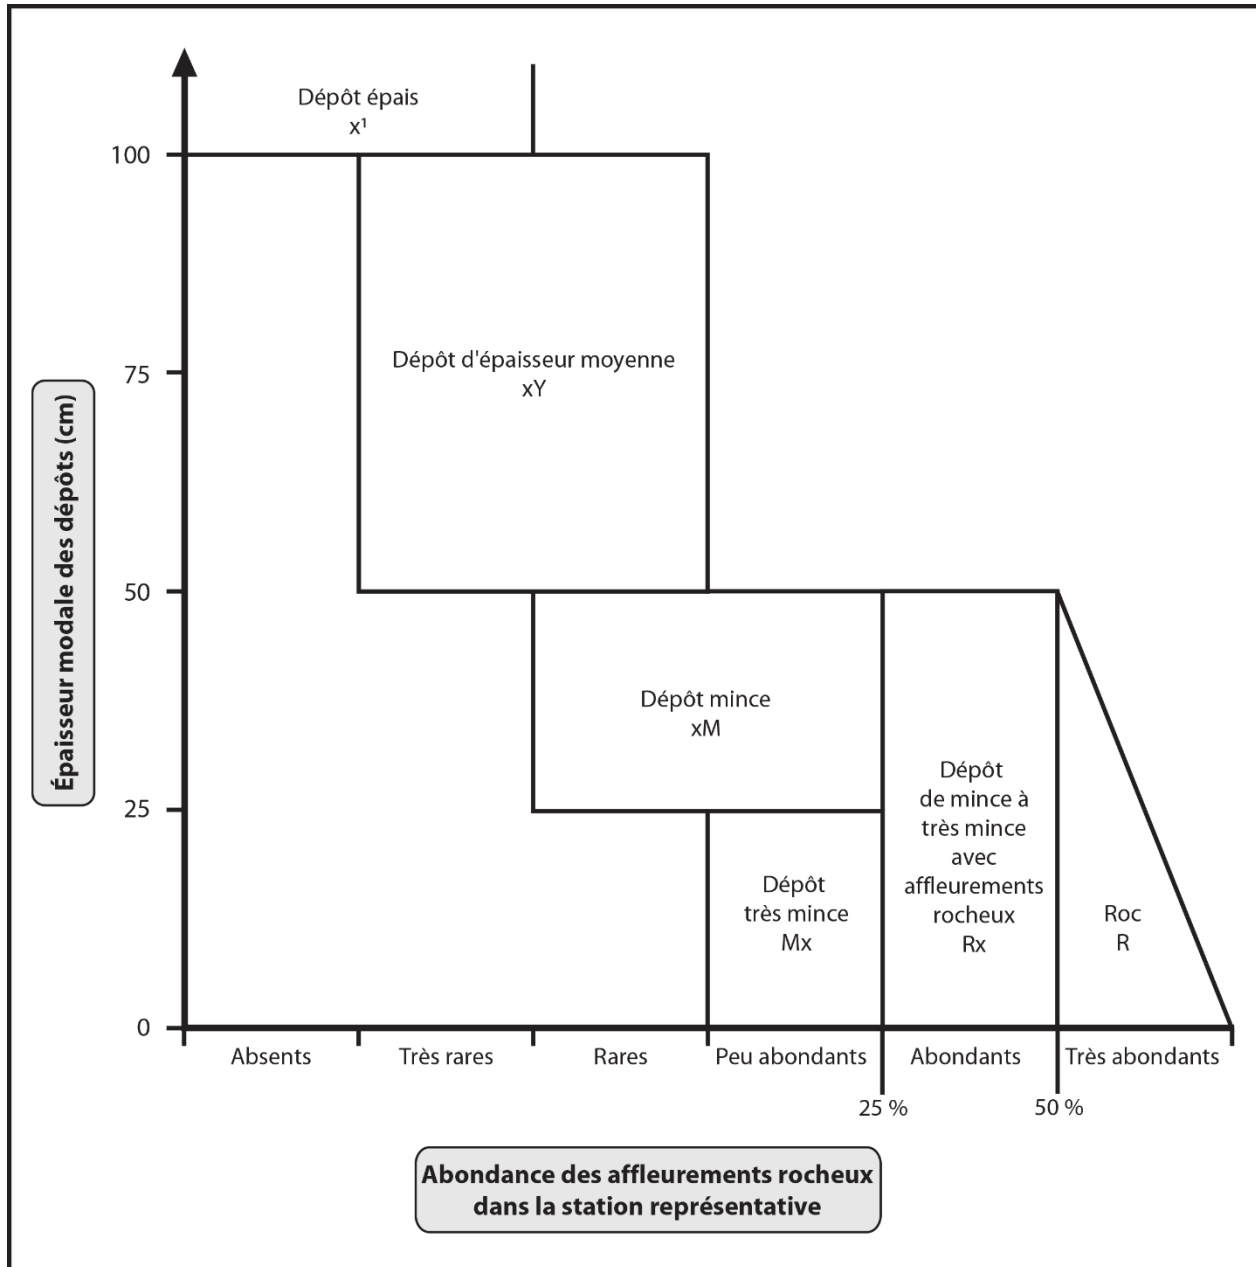 Dépôt épais
x¹
100
Dépôt d'épaisseur moyenne
xY
75
Épaisseur modale des dépôts (cm)
50
Dépôt mince
xM
25
Dépôt
très mince
Mx
Dépôt
de mince à
très mince
avec
affleurements
rocheux
Rx
Roc
R
0
Absents
Très rares
Rares
Peu abondants
Abondants
Très abondants
25 %
50 %
Abondance des affleurements rocheux
dans la station représentative